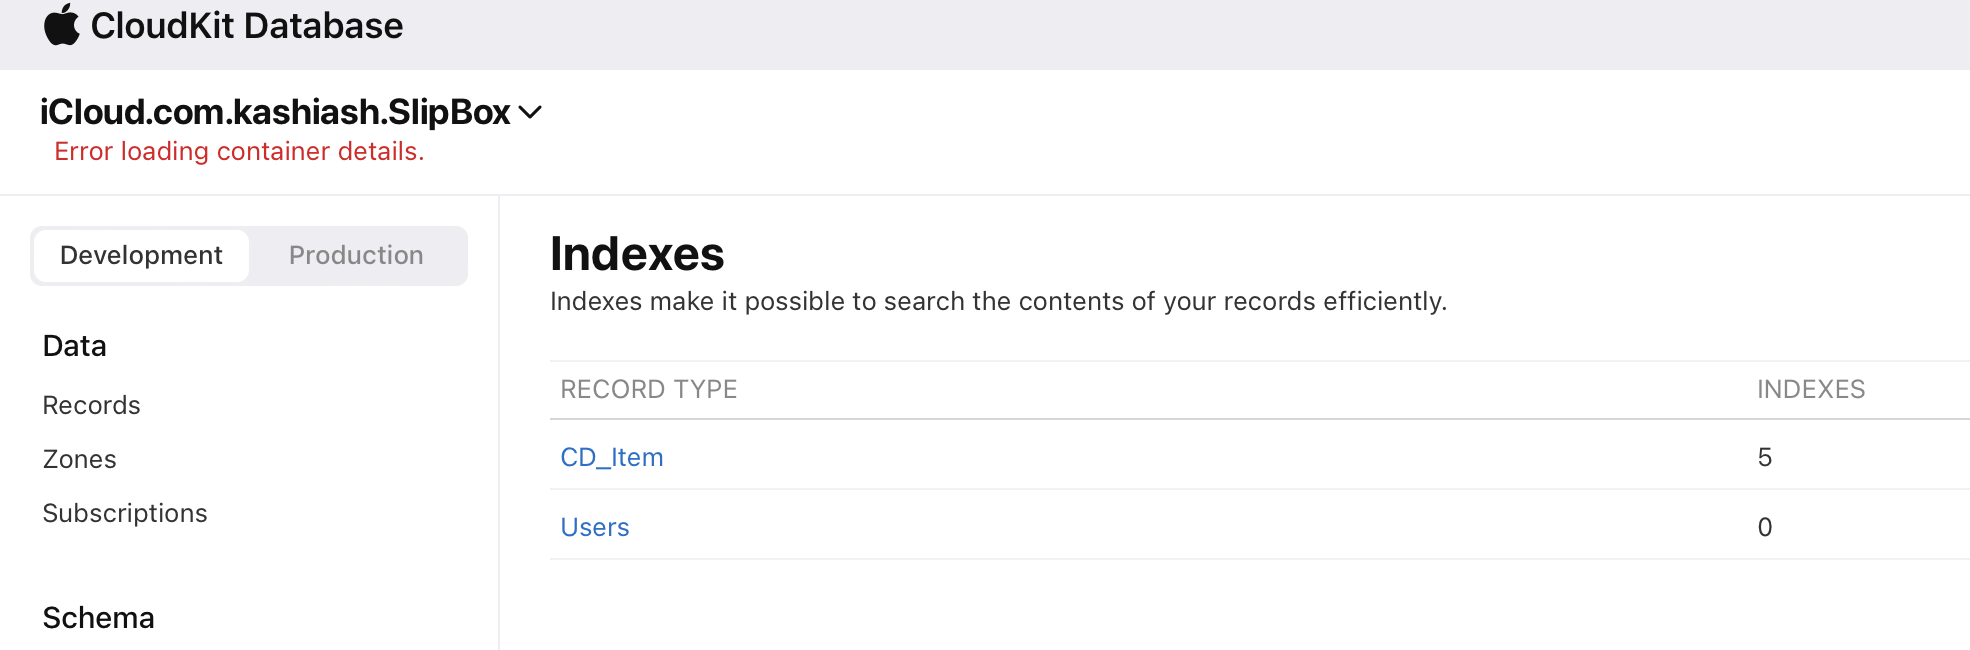 CloudKit Database
iCloud.com.kashiash.SlipBox
Error loading container details.
Development Production
Data
Records
Zones
Subscriptions
Schema
Indexes
Indexes make it possible to search the contents of your records efficiently.
RECORD TYPE INDEXES
CD_Item 5
Users 0